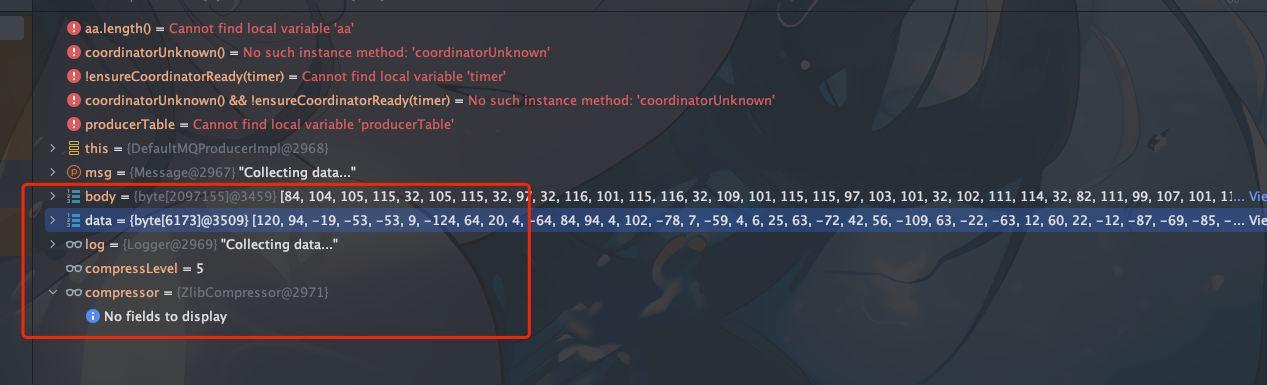 aa.length() = Cannot find local variable 'aa'
coordinatorUnknown() = No such instance method: 'coordinatorUnknown'
!ensureCoordinatorReady(timer) = Cannot find local variable 'timer'
coordinatorUnknown() && !ensureCoordinatorReady(timer) = No such instance method: 'coordinatorUnknown'
producerTable = Cannot find local variable 'producerTable'
this = {DefaultMQProducerImpl@2968}
msg = {Message@2967} "Collecting data..."
body = {byte[2097155]@3459} [84, 104, 105, 115, 32, 105, 115, 32, 97, 32, 116, 101, 115, 116, 32, 109, 101, 115, 115, 97, 103, 101, 32, 102, 111, 114, 32, 82, 111, 99, 107, 101, 11... Vie
data = {byte[6173]@3509} [120, 94, −19, −53, −53, 9, −124, 64, 20, 4, −64, 84, 94, 4, 102, −78, 7, −59, 4, 6, 25, 63, −72, 42, 56, −109, 63, −22, −63, 12, 60, 22, −12, −87, −69, −85, −... Vie
log = {Logger@2969} "Collecting data..."
compressLevel = 5
compressor = {ZlibCompressor@2971}
No fields to display